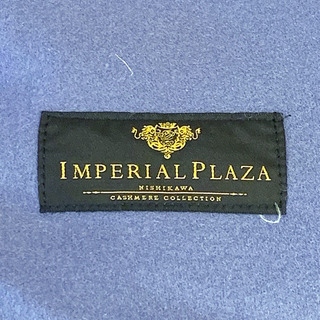 IMPERIAL PLAZA
NISHIKAWA
CASHMERE COLLECTION